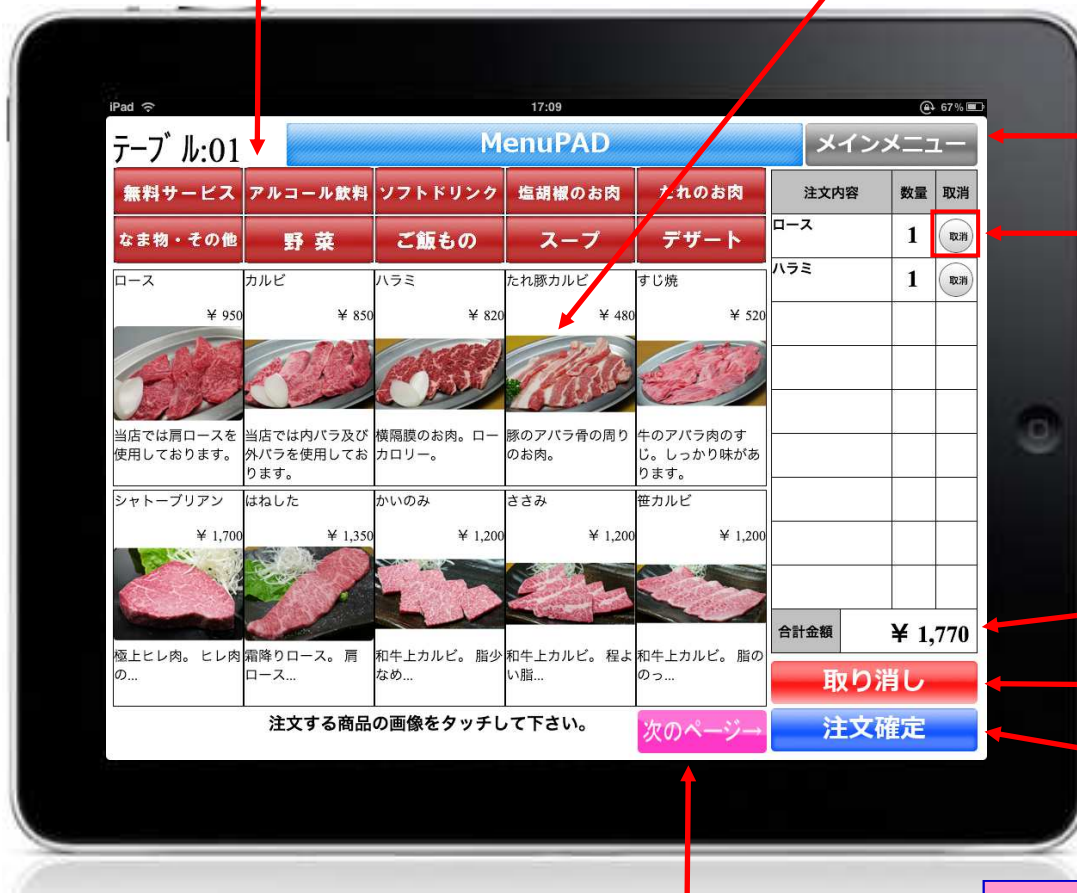 iPad 17:09 67%
テーブル:01 MenuPAD メインメニュー
無料サービス アルコール飲料 ソフトドリンク 塩胡椒のお肉 たれのお肉
なま物・その他 野菜 ご飯もの スープ デザート
注文内容 数量 取消
ロース 1 取消
ハラミ 1 取消
ロース カルビ ハラミ たれ豚カルビ すじ焼
¥ 950 ¥ 850 ¥ 820 ¥ 480 ¥ 520
当店では肩ロースを
使用しております。
当店では内バラ及び
外バラを使用してお
ります。
横隔膜のお肉。ロー
カロリー。
豚のアバラ骨の周り
のお肉。
牛のアバラ肉のす
じ。しっかり味があ
ります。
シャトーブリアン はねした かいのみ ささみ 笹カルビ
¥ 1,700 ¥ 1,350 ¥ 1,200 ¥ 1,200 ¥ 1,200
極上ヒレ肉。 ヒレ肉
の...
霜降りロース。 肩
ロース...
和牛上カルビ。 脂少
なめ...
和牛上カルビ。 程よ
い脂...
和牛上カルビ。 脂の
のっ...
合計金額 ¥ 1,770
取り消し
注文する商品の画像をタッチして下さい。 次のページ→ 注文確定